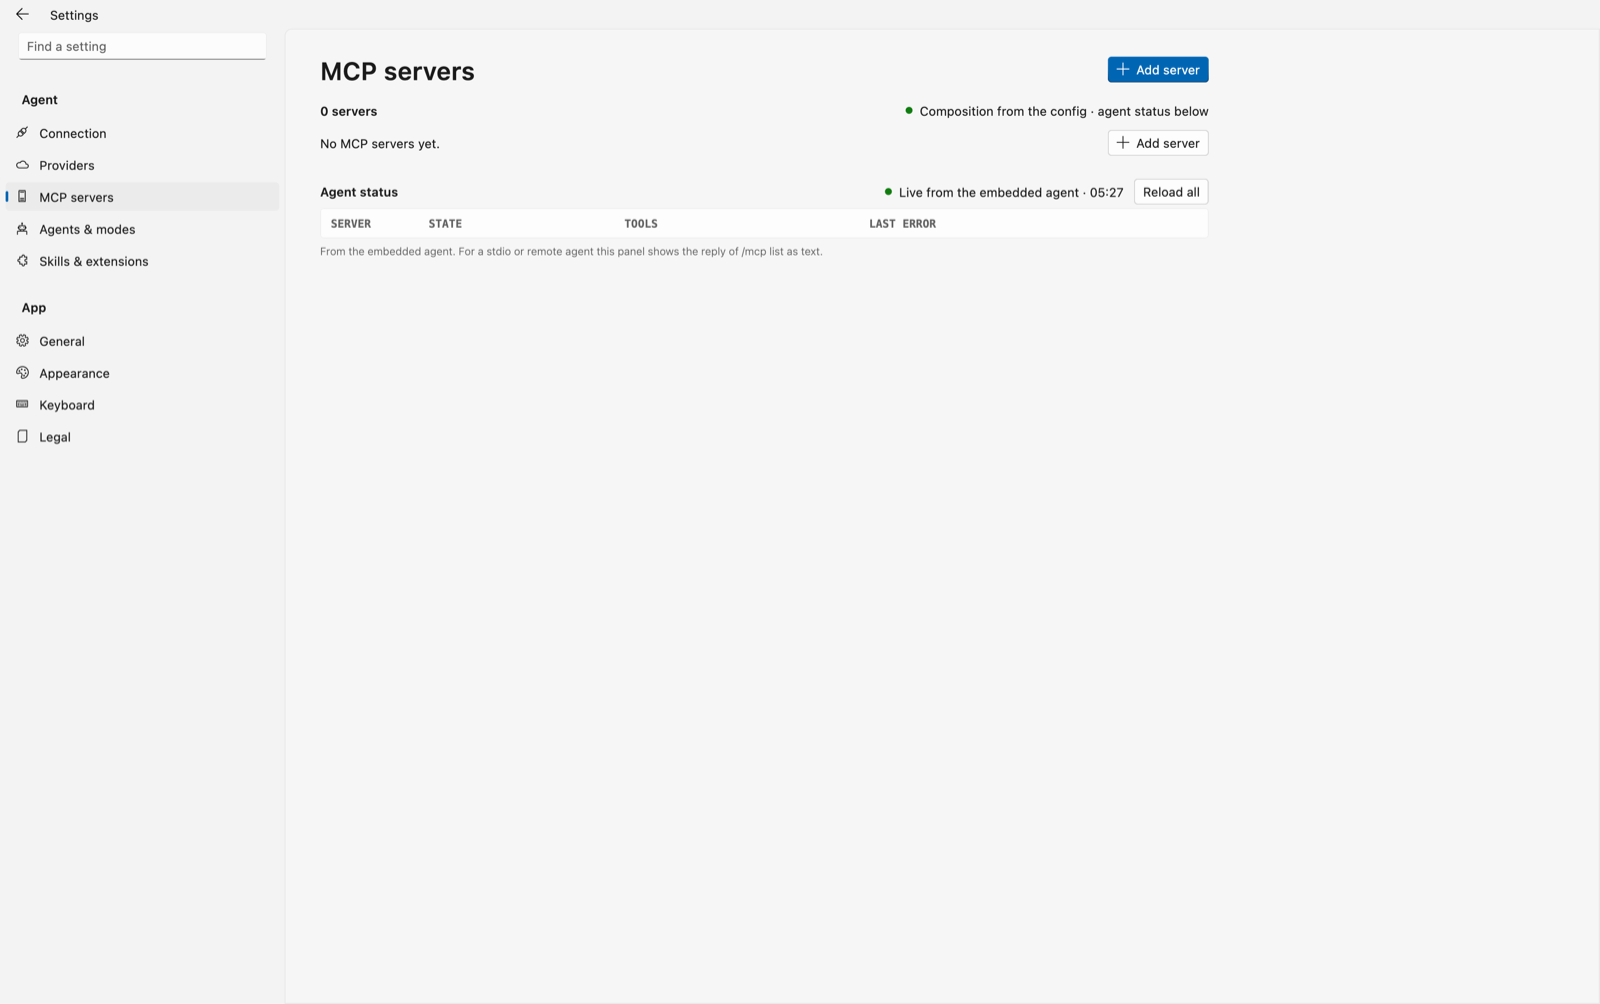 Settings
Find a setting
Agent
Connection
Providers
MCP servers
Agents & modes
Skills & extensions
App
General
Appearance
Keyboard
Legal
MCP servers
Add server
0 servers
Composition from the config · agent status below
No MCP servers yet.
Add server
Agent status
Live from the embedded agent · 05:27
Reload all
SERVER STATE TOOLS LAST ERROR
From the embedded agent. For a stdio or remote agent this panel shows the reply of /mcp list as text.